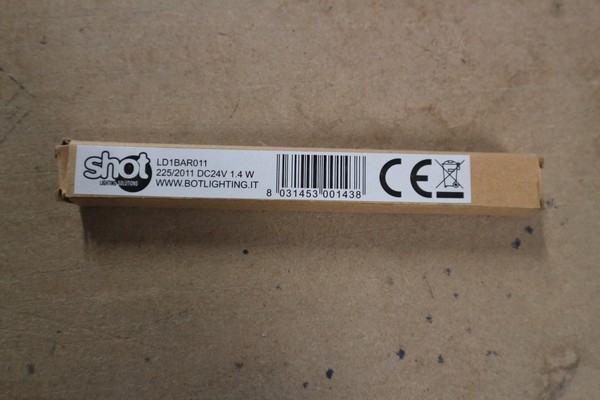 shot
LIGHTING SOLUTIONS
LD1BAR011
225/2011 DC24V 1.4 W
WWW.BOTLIGHTING.IT
8 031453 001438
CE